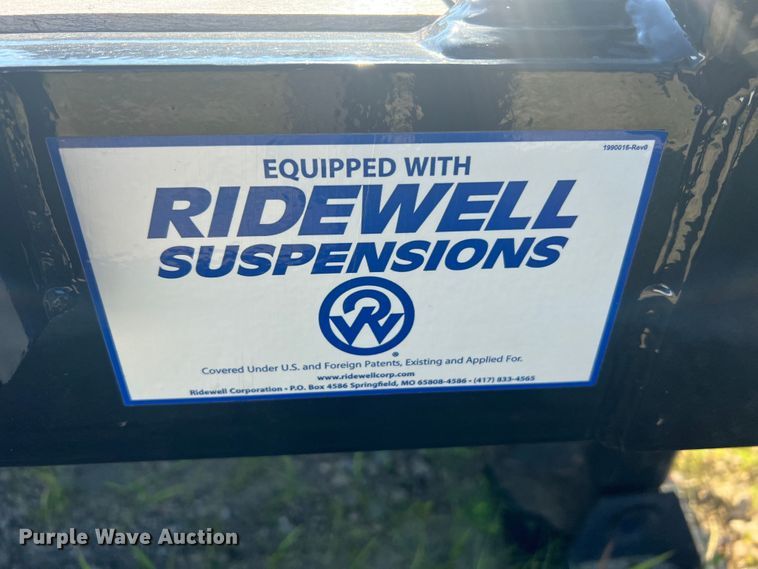 1990016-Rev0
EQUIPPED WITH
RIDEWELL
SUSPENSIONS
RW
®
Covered Under U.S. and Foreign Patents, Existing and Applied For.
www.ridewellcorp.com
Ridewell Corporation • P.O. Box 4586 Springfield, MO 65808-4586 • (417) 833-4565
Purple Wave Auction